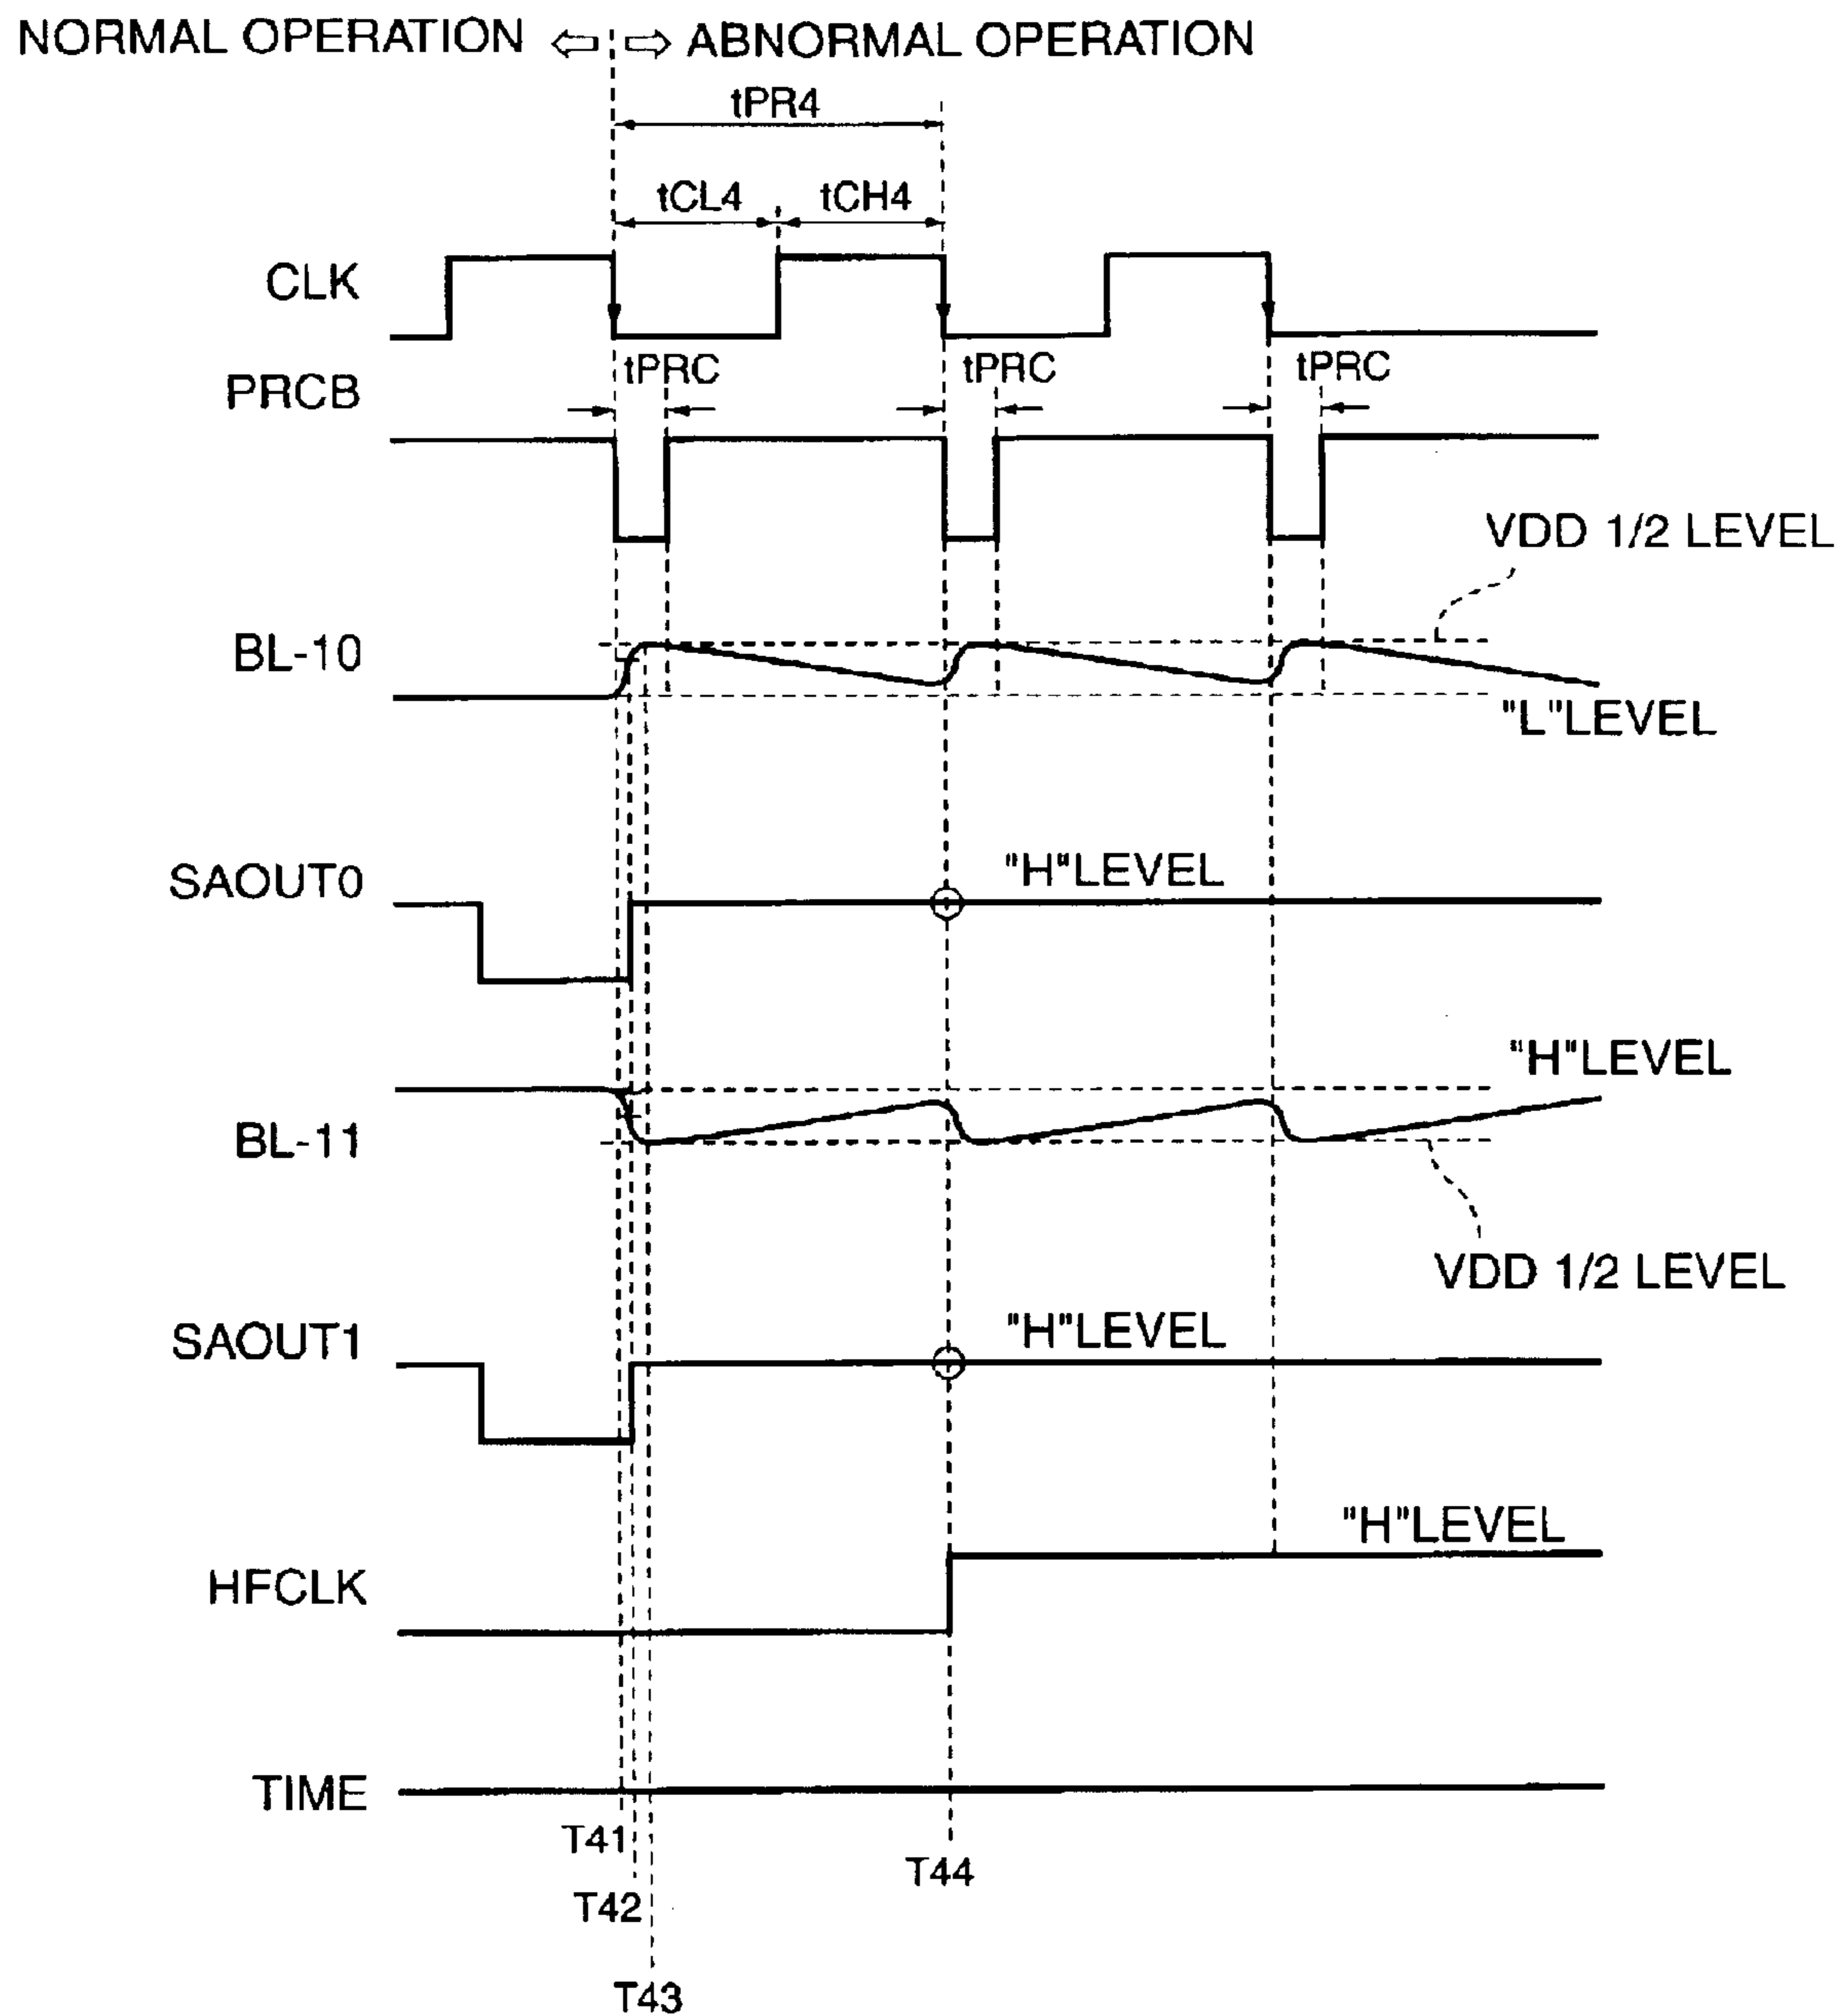 NORMAL OPERATION ⇦ ⇨ ABNORMAL OPERATION
tPR4
tCL4 tCH4
CLK
tPRC tPRC tPRC
PRCB
VDD 1/2 LEVEL
BL-10
"L"LEVEL
SAOUT0 "H"LEVEL
"H"LEVEL
BL-11
VDD 1/2 LEVEL
SAOUT1 "H"LEVEL
"H"LEVEL
HFCLK
TIME
T41
T44
T42
T43